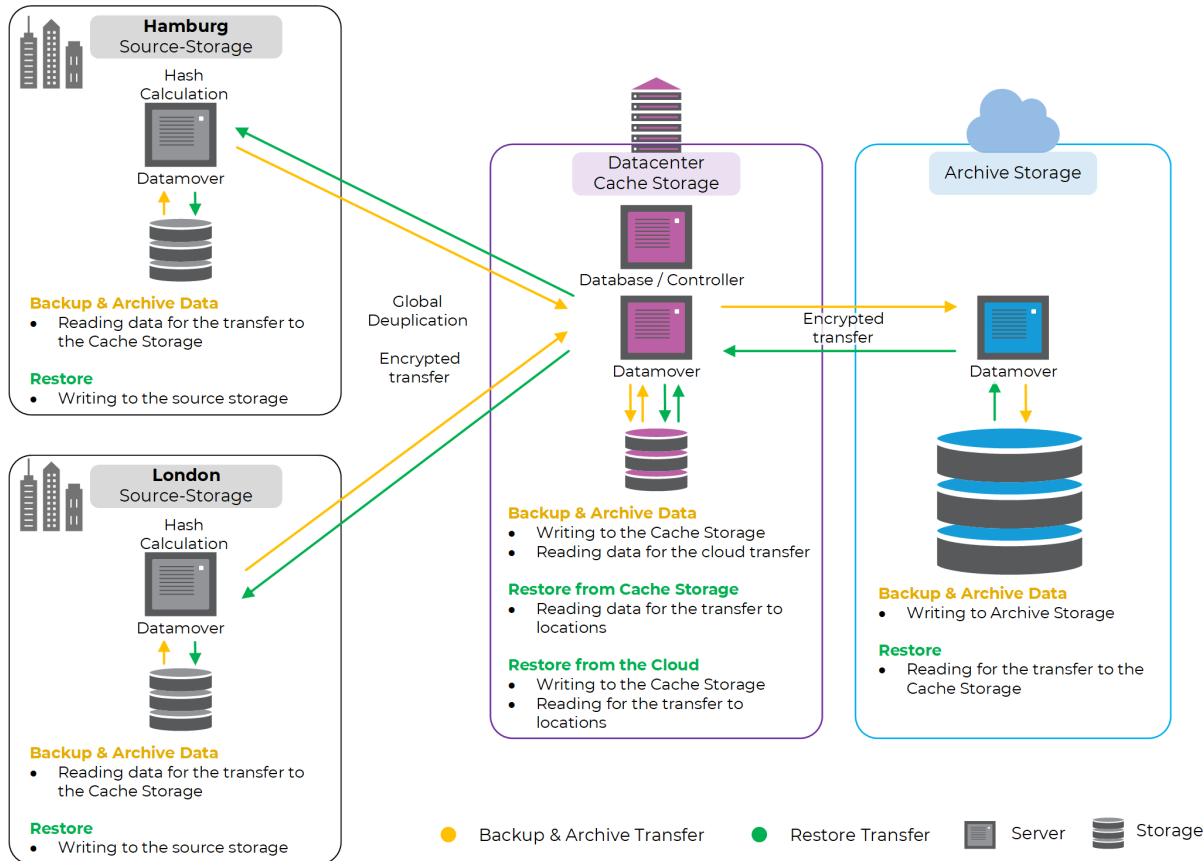 Hamburg
Source-Storage
Hash
Calculation
Datamover
Backup & Archive Data
• Reading data for the transfer to
the Cache Storage
Restore
• Writing to the source storage
London
Source-Storage
Hash
Calculation
Datamover
Backup & Archive Data
• Reading data for the transfer to
the Cache Storage
Restore
• Writing to the source storage
Global
Deuplication
Encrypted
transfer
Datacenter
Cache Storage
Database / Controller
Datamover
Backup & Archive Data
• Writing to the Cache Storage
• Reading data for the cloud transfer
Restore from Cache Storage
• Reading data for the transfer to
locations
Restore from the Cloud
• Writing to the Cache Storage
• Reading for the transfer to
locations
Encrypted
transfer
Archive Storage
Datamover
Backup & Archive Data
• Writing to Archive Storage
Restore
• Reading for the transfer to the
Cache Storage
Backup & Archive Transfer
Restore Transfer
Server
Storage